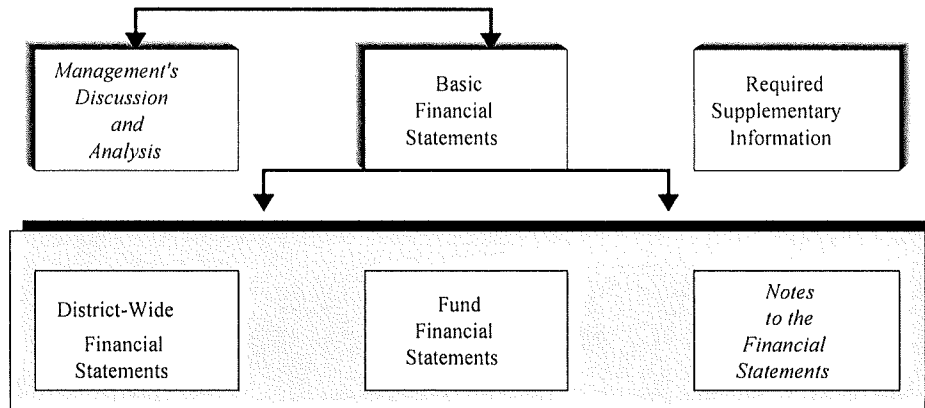 Management's
Discussion
and
Analysis
Basic
Financial
Statements
Required
Supplementary
Information
District-Wide
Financial
Statements
Fund
Financial
Statements
Notes
to the
Financial
Statements